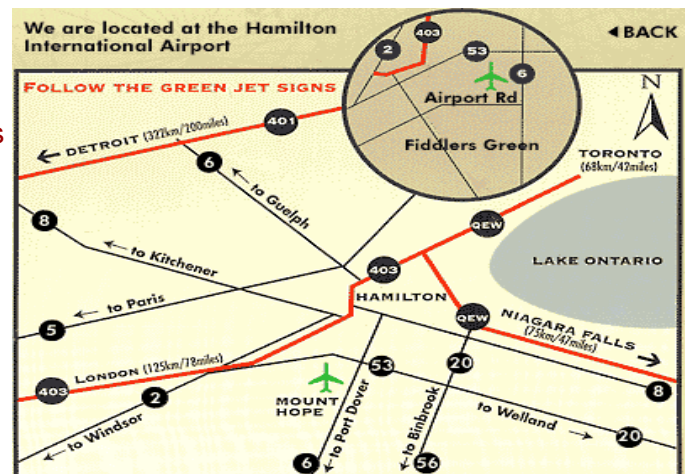 We are located at the Hamilton
International Airport
◄BACK
FOLLOW THE GREEN JET SIGNS
s
2
403
53
6
Airport Rd
Fiddlers Green
N
TORONTO
(68km/42miles)
← DETROIT (322km/200miles)
401
6
← to Guelph
8
← to Kitchener
QEW
403
LAKE ONTARIO
HAMILTON
← to Paris
5
QEW
NIAGARA FALLS →
(75km/47miles)
LONDON (125km/78miles)
403
2
← to Windsor
MOUNT
HOPE
53
20
8
← to Port Dover
← to Binbrook
to Welland →
20
6
56